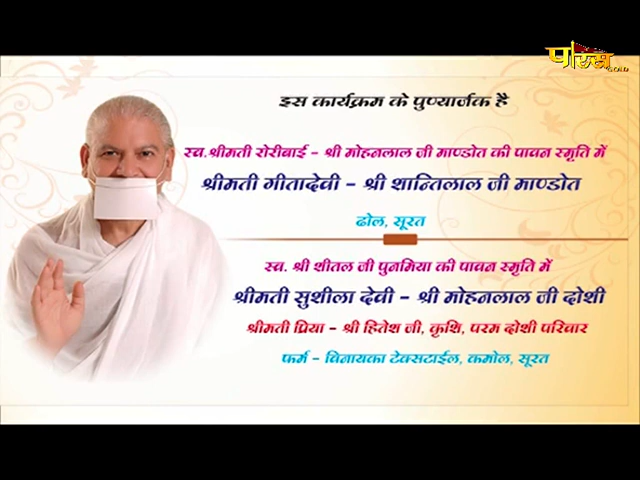 पारस
GOLD
इस कार्यक्रम के पुण्यार्जक है
स्व.श्रीमती रोरीबाई - श्री मोहनलाल जी माण्डोत की पावन स्मृति में
श्रीमती गीतादेवी - श्री शान्तिलाल जी माण्डोत
ढोल, सूरत
स्व. श्री शीतल जी पुनमिया की पावन स्मृति में
श्रीमती सुशीला देवी - श्री मोहनलाल जी दोशी
श्रीमती प्रिया - श्री हितेश जी, कृशि, परम दोशी परिवार
फर्म - विनायका टेक्सटाईल, कमोल, सूरत